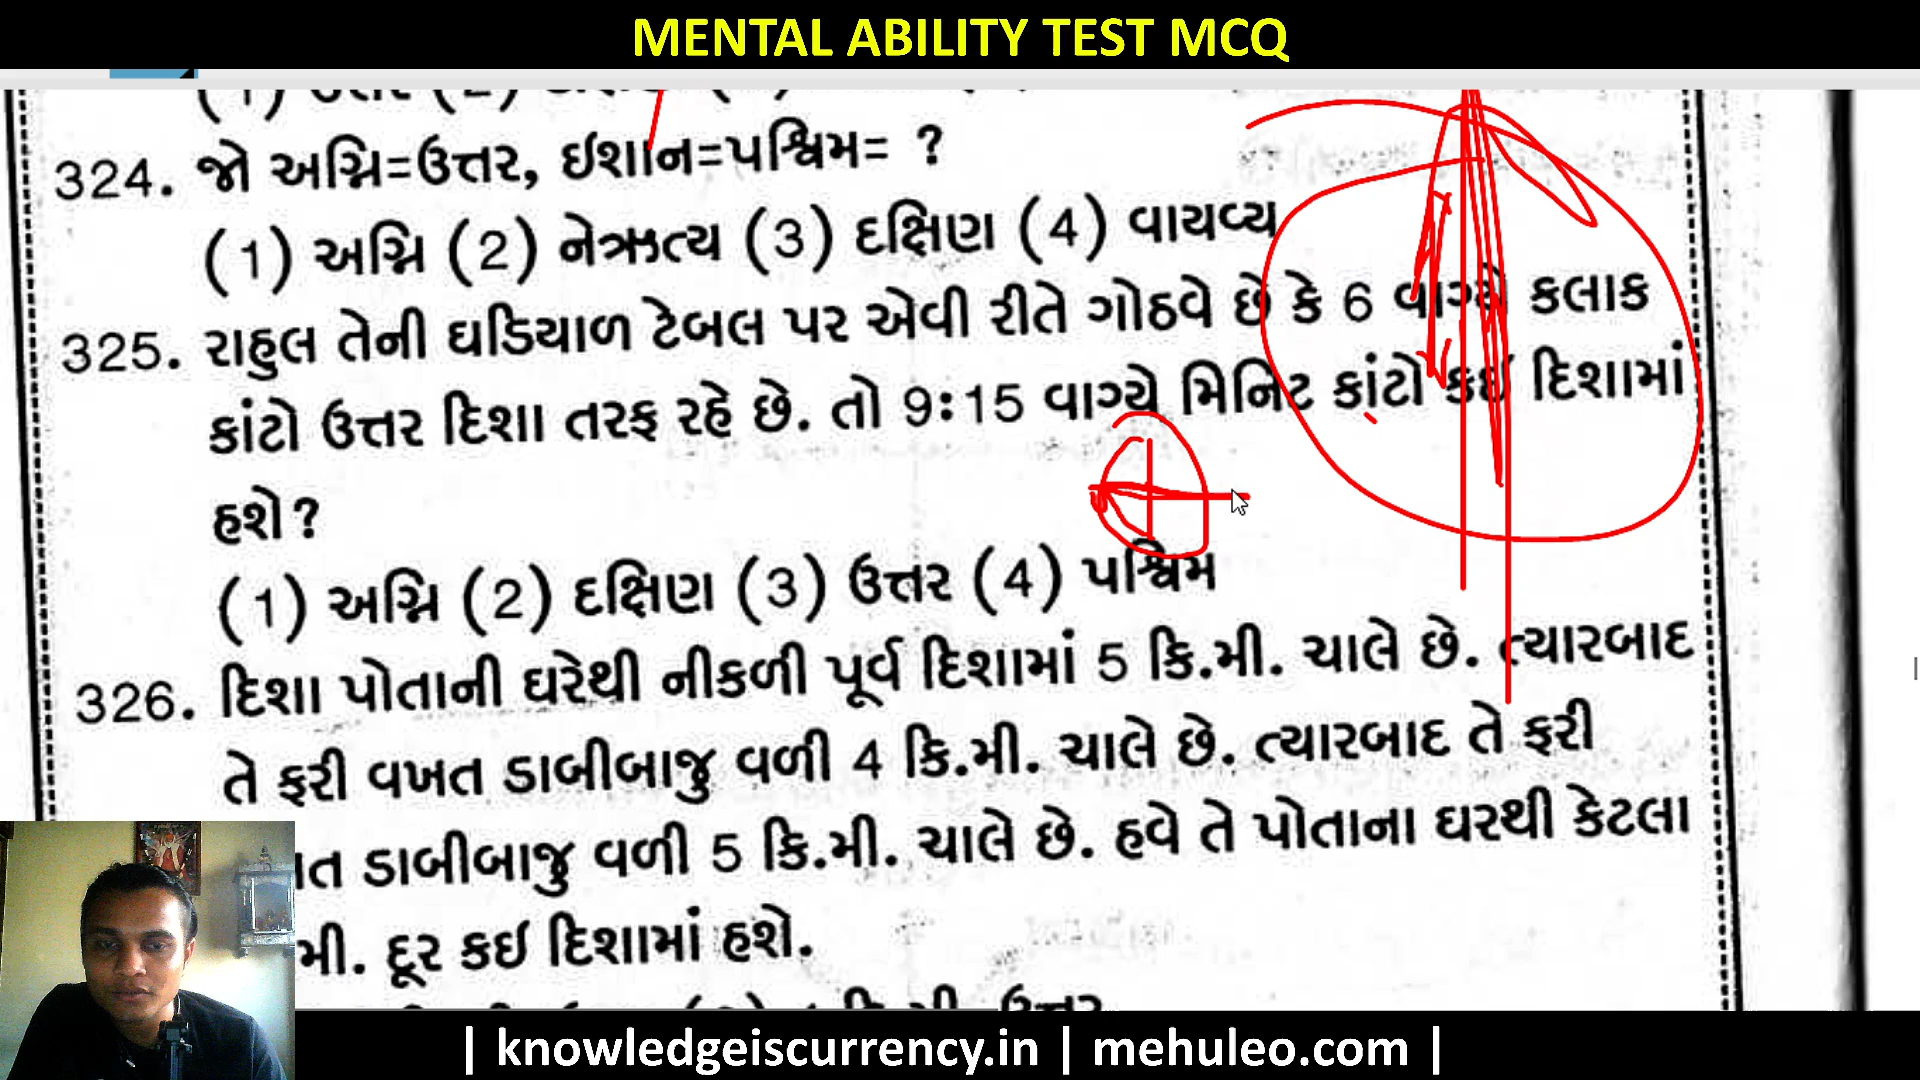 MENTAL ABILITY TEST MCQ
324. જો અગ્નિ=ઉત્તર, ઈશાન=પશ્ચિમ= ?
(1) અગ્નિ (2) નેઋત્ય (3) દક્ષિણ (4) વાયવ્ય
325. રાહુલ તેની ઘડિયાળ ટેબલ પર એવી રીતે ગોઠવે છે કે 6 વાગ્યે કલાક
કાંટો ઉત્તર દિશા તરફ રહે છે. તો 9:15 વાગ્યે મિનિટ કાંટો કઇ દિશામાં
હશે?
(1) અગ્નિ (2) દક્ષિણ (3) ઉત્તર (4) પશ્ચિમ
326. દિશા પોતાની ઘરેથી નીકળી પૂર્વ દિશામાં 5 કિ.મી. ચાલે છે. ત્યારબાદ
તે ફરી વખત ડાબીબાજુ વળી 4 કિ.મી. ચાલે છે. ત્યારબાદ તે ફરી
ડાબીબાજુ વળી 5 કિ.મી. ચાલે છે. હવે તે પોતાના ઘરથી કેટલા
મી. દૂર કઇ દિશામાં હશે.
| knowledgeiscurrency.in | mehuleo.com |